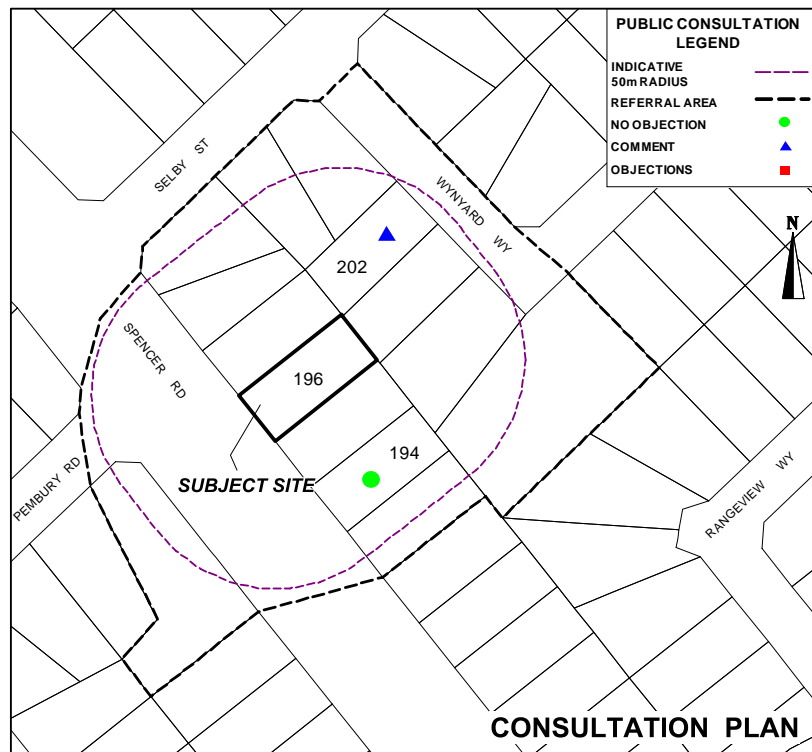 PUBLIC CONSULTATION
LEGEND
INDICATIVE
50m RADIUS
REFERRAL AREA
NO OBJECTION
COMMENT
OBJECTIONS
N
SELBY ST
WYNYARD WY
202
SPENCER RD
196
194
SUBJECT SITE
PEMBURY RD
RANGEVIEW WY
CONSULTATION PLAN